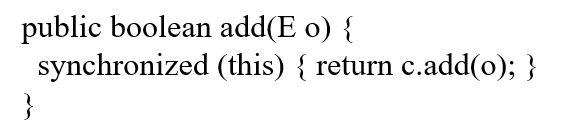 public boolean add(E o) {
synchronized (this) { return c.add(o); }
}